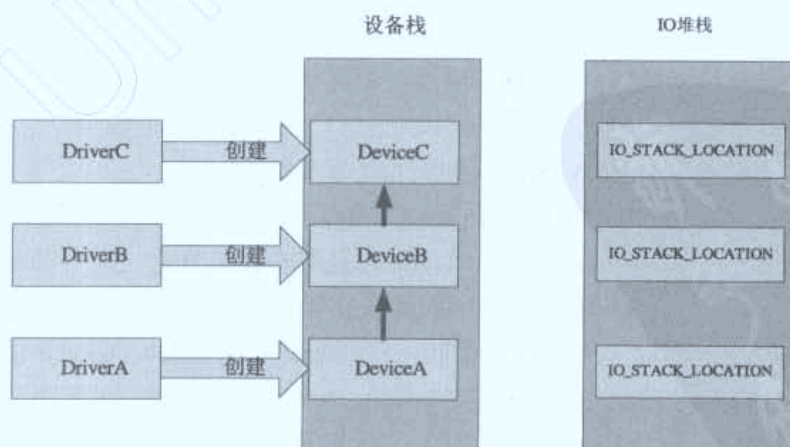 设备栈
IO堆栈
DriverC
创建
DeviceC
IO_STACK_LOCATION
DriverB
创建
DeviceB
IO_STACK_LOCATION
DriverA
创建
DeviceA
IO_STACK_LOCATION